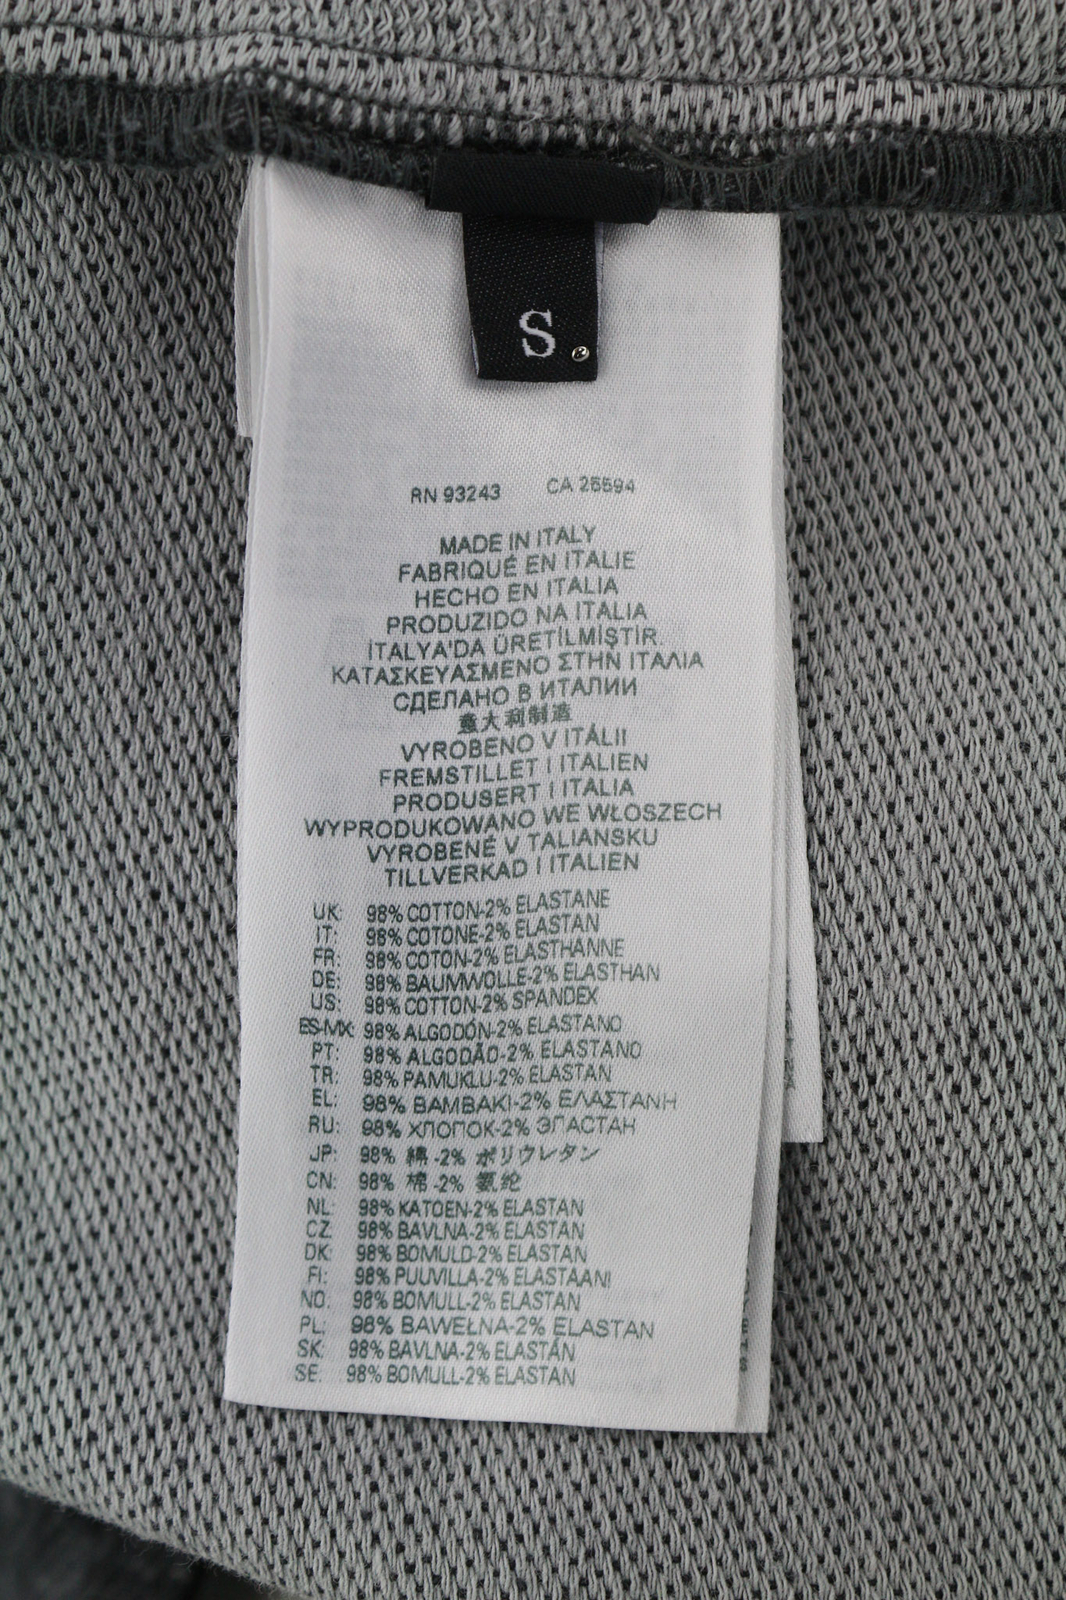 S
RN 93243 CA 25594
MADE IN ITALY
FABRIQUÉ EN ITALIE
HECHO EN ITALIA
PRODUZIDO NA ITALIA
İTALYA'DA ÜRETİLMİŞTİR.
ΚΑΤΑΣΚΕΥΑΣΜΕΝΟ ΣΤΗΝ ΙΤΑΛΙΑ
СДЕЛАНО В ИТАЛИИ
意大利制造
VYROBENO V ITÁLII
FREMSTILLET I ITALIEN
PRODUSERT I ITALIA
WYPRODUKOWANO WE WŁOSZECH
VYROBENÉ V TALIANSKU
TILLVERKAD I ITALIEN
UK: 98% COTTON-2% ELASTANE
IT: 98% COTONE-2% ELASTAN
FR: 98% COTON-2% ELASTHANNE
DE: 98% BAUMWOLLE-2% ELASTHAN
US: 98% COTTON-2% SPANDEX
ES-MX: 98% ALGODÓN-2% ELASTANO
PT: 98% ALGODÃO-2% ELASTANO
TR: 98% PAMUKLU-2% ELASTAN
EL: 98% ΒΑΜΒΑΚΙ-2% ΕΛΑΣΤΑΝΗ
RU: 98% ХЛОПОК-2% ЭЛАСТАН
JP: 98% 綿 -2% ポリウレタン
CN: 98% 棉 -2% 氨纶
NL: 98% KATOEN-2% ELASTAN
CZ: 98% BAVLNA-2% ELASTAN
DK: 98% BOMULD-2% ELASTAN
FI: 98% PUUVILLA-2% ELASTAANI
NO: 98% BOMULL-2% ELASTAN
PL: 98% BAWEŁNA-2% ELASTAN
SK: 98% BAVLNA-2% ELASTÁN
SE: 98% BOMULL-2% ELASTAN